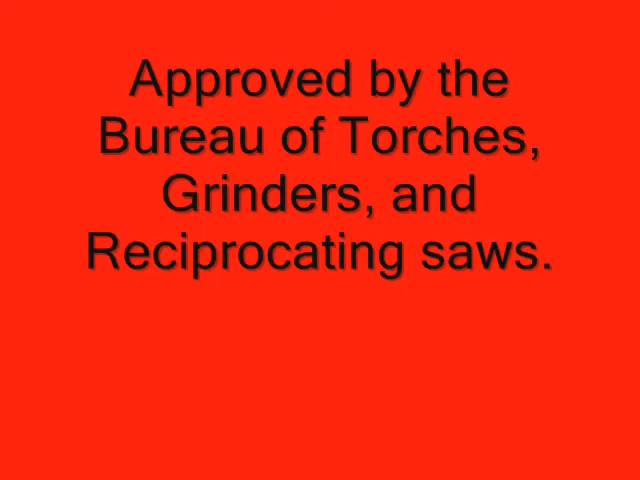 Approved by the
Bureau of Torches,
Grinders, and
Reciprocating saws.